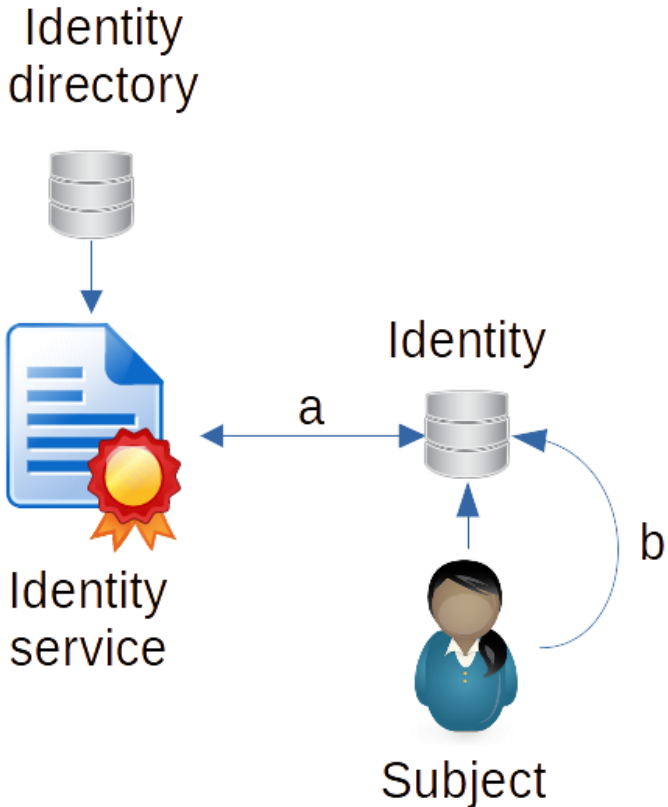 Identity
directory
Identity
a
b
Identity
service
Subject